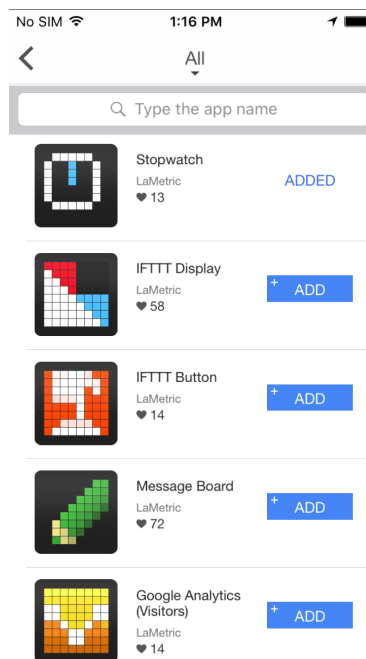 No SIM 1:16 PM
All
Type the app name
Stopwatch
LaMetric
13
ADDED
IFTTT Display
LaMetric
58
+ ADD
IFTTT Button
LaMetric
14
+ ADD
Message Board
LaMetric
72
+ ADD
Google Analytics
(Visitors)
LaMetric
14
+ ADD